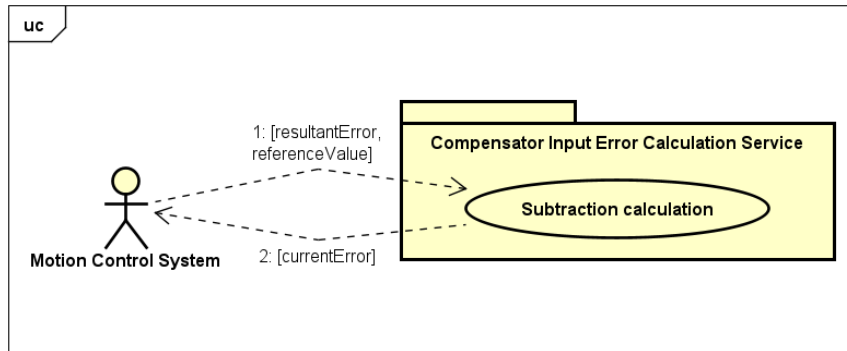 uc
1: [resultantError,
referenceValue]
Compensator Input Error Calculation Service
Subtraction calculation
Motion Control System
2: [currentError]